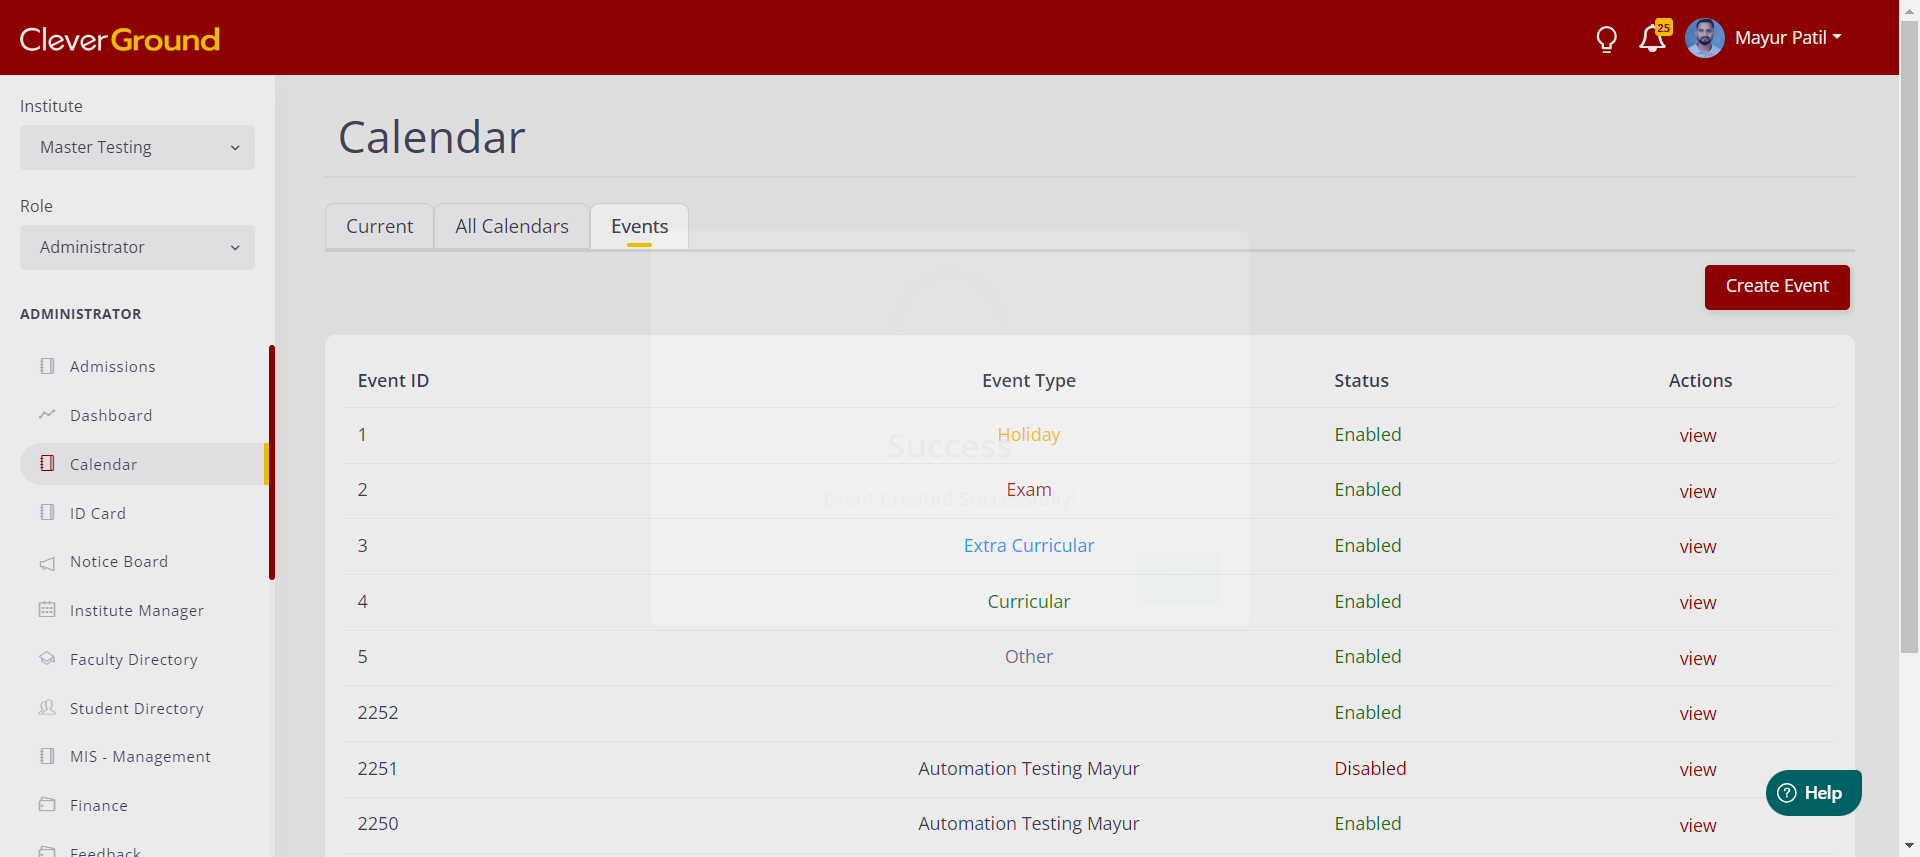 CleverGround
25
Mayur Patil
Institute
Master Testing
Role
Administrator
ADMINISTRATOR
Admissions
Dashboard
Calendar
ID Card
Notice Board
Institute Manager
Faculty Directory
Student Directory
MIS - Management
Finance
Feedback
Calendar
Current
All Calendars
Events
Create Event
Event ID Event Type Status Actions
1 Holiday Enabled view
2 Exam Enabled view
3 Extra Curricular Enabled view
4 Curricular Enabled view
5 Other Enabled view
2252 Enabled view
2251 Automation Testing Mayur Disabled view
2250 Automation Testing Mayur Enabled view
Success
Event Created Successfully!
OK
Help